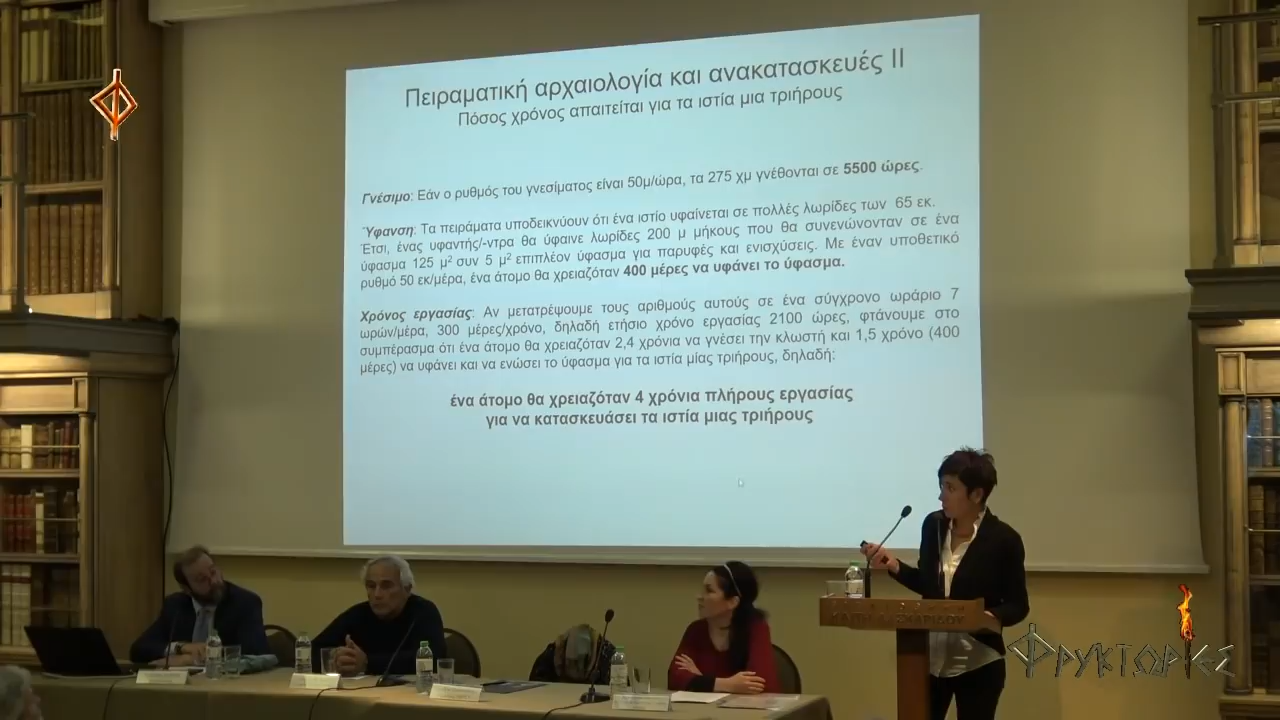 Πειραματική αρχαιολογία και ανακατασκευές ΙΙ
Πόσος χρόνος απαιτείται για τα ιστία μια τριήρους
Γνέσιμο: Εάν ο ρυθμός του γνεσίματος είναι 50μ/ώρα, τα 275 χμ γνέθονται σε 5500 ώρες.
Ύφανση: Τα πειράματα υποδεικνύουν ότι ένα ιστίο υφαίνεται σε πολλές λωρίδες των 65 εκ.
Έτσι, ένας υφαντής/-ντρα θα ύφαινε λωρίδες 200 μ μήκους που θα συνενώνονταν σε ένα
ύφασμα 125 μ² συν 5 μ² επιπλέον ύφασμα για παρυφές και ενισχύσεις. Με έναν υποθετικό
ρυθμό 50 εκ/μέρα, ένα άτομο θα χρειαζόταν 400 μέρες να υφάνει το ύφασμα.
Χρόνος εργασίας: Αν μετατρέψουμε τους αριθμούς αυτούς σε ένα σύγχρονο ωράριο 7
ωρών/μέρα, 300 μέρες/χρόνο, δηλαδή ετήσιο χρόνο εργασίας 2100 ώρες, φτάνουμε στο
συμπέρασμα ότι ένα άτομο θα χρειαζόταν 2,4 χρόνια να γνέσει την κλωστή και 1,5 χρόνο (400
μέρες) να υφάνει και να ενώσει το ύφασμα για τα ιστία μίας τριήρους, δηλαδή:
ένα άτομο θα χρειαζόταν 4 χρόνια πλήρους εργασίας
για να κατασκευάσει τα ιστία μιας τριήρους
Φρυκτωρίες